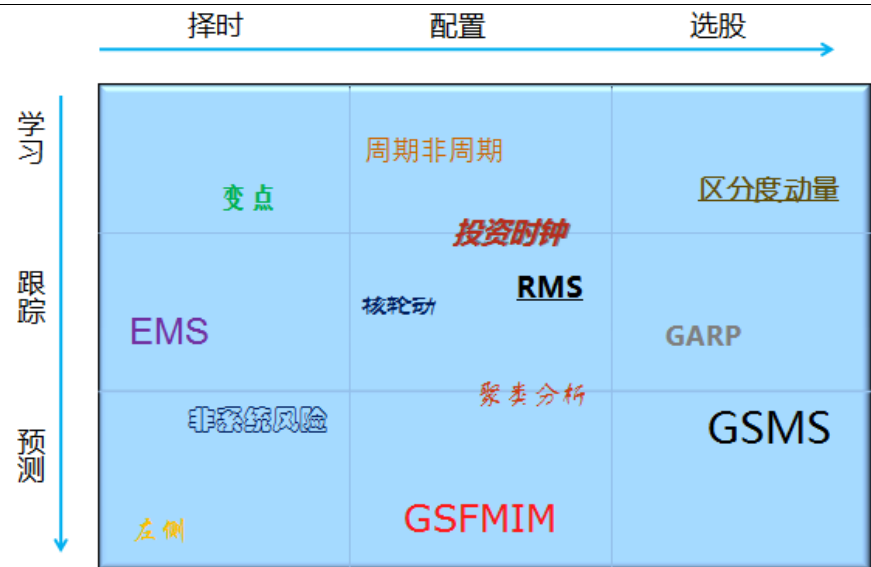 择时
配置
选股
学习
周期非周期
变点
区分度动量
投资时钟
跟踪
核轮动
RMS
EMS
GARP
预测
聚类分析
非系统风险
GSMS
左侧
GSFMIM